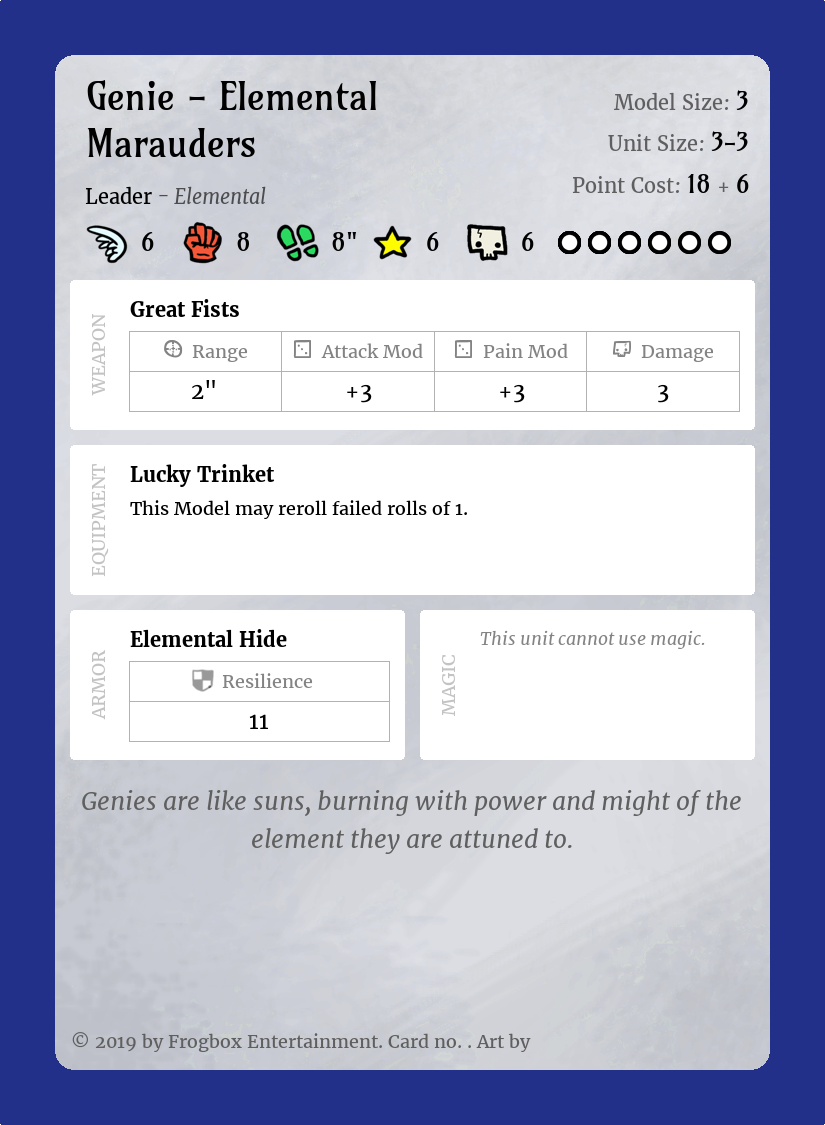 Genie – Elemental
Marauders
Model Size: 3
Unit Size: 3–3
Point Cost: 18 + 6
Leader – Elemental
6 8 8" 6 6
WEAPON
Great Fists
Range Attack Mod Pain Mod Damage
2" +3 +3 3
EQUIPMENT
Lucky Trinket
This Model may reroll failed rolls of 1.
ARMOR
Elemental Hide
Resilience
11
MAGIC
This unit cannot use magic.
Genies are like suns, burning with power and might of the
element they are attuned to.
© 2019 by Frogbox Entertainment. Card no. . Art by